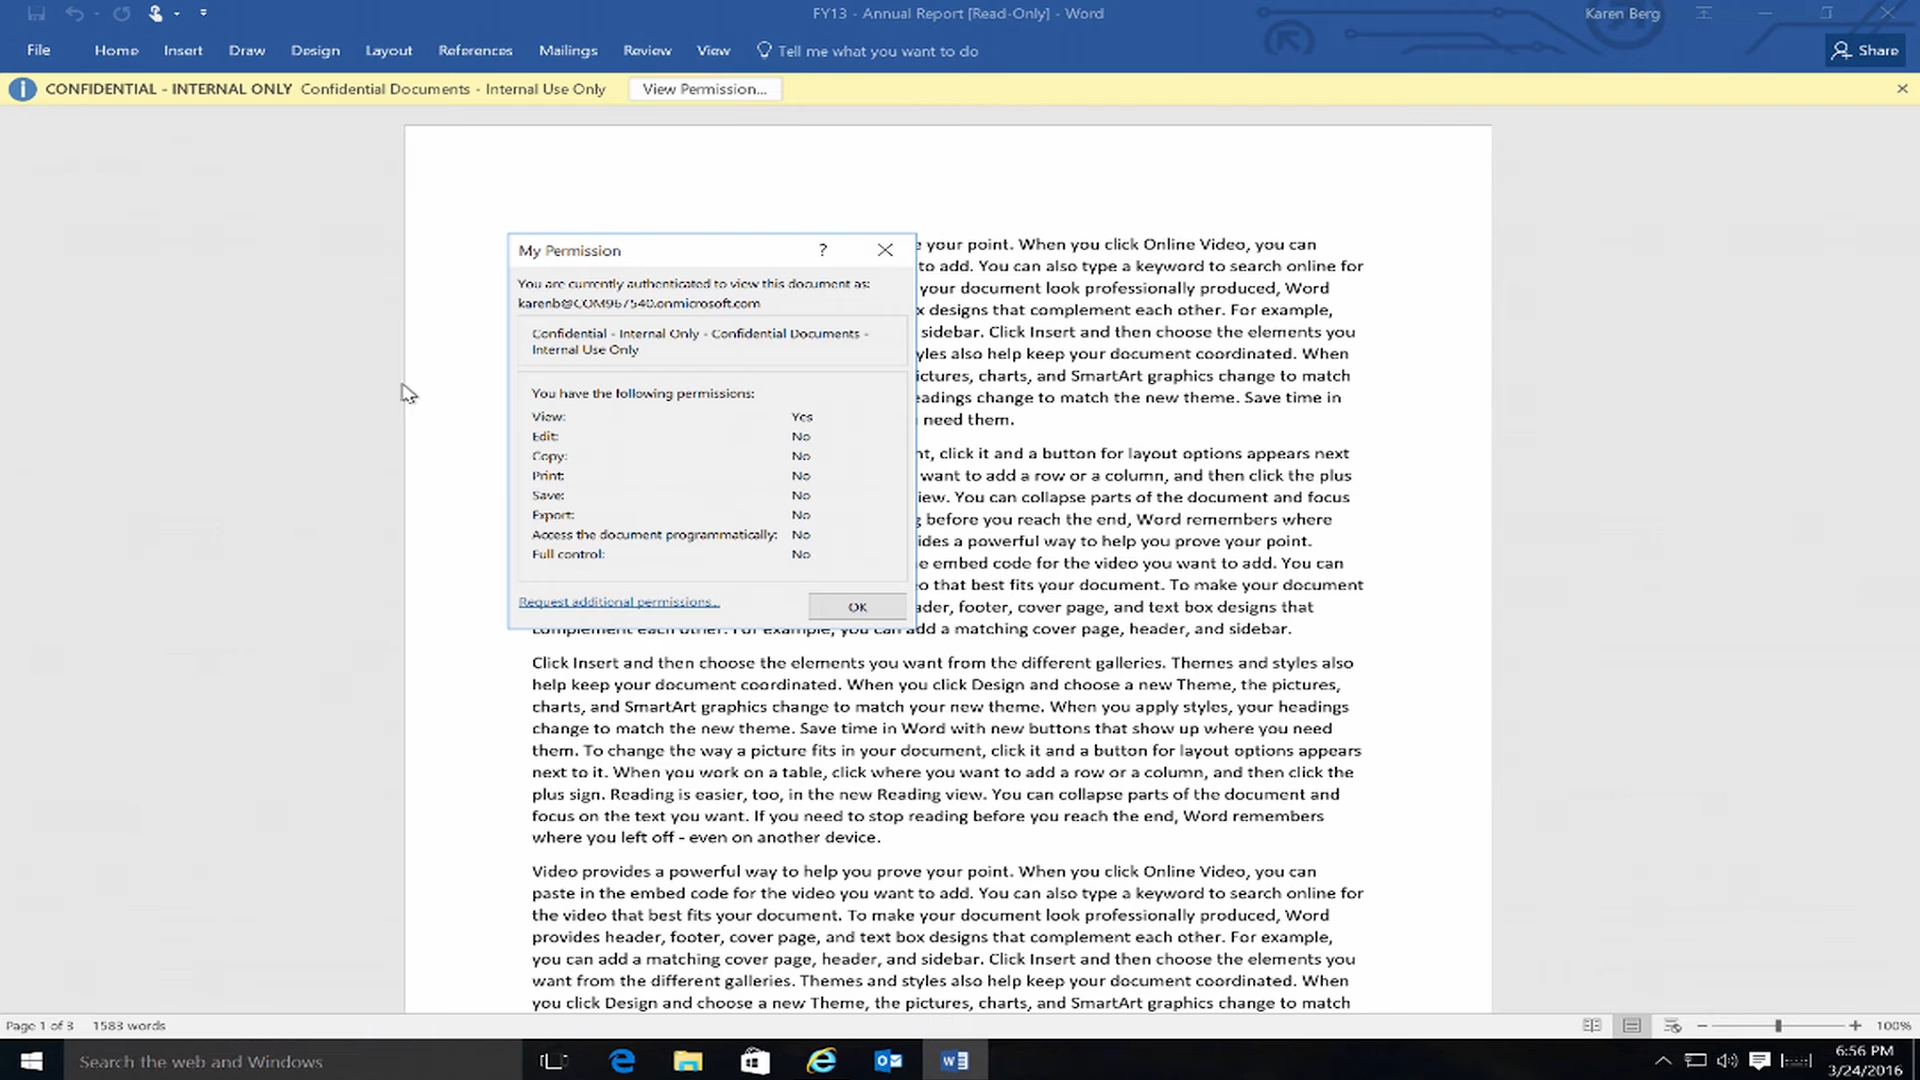 FY13 - Annual Report [Read-Only] - Word
Karen Berg
File Home Insert Draw Design Layout References Mailings Review View Tell me what you want to do Share
CONFIDENTIAL - INTERNAL ONLY Confidential Documents - Internal Use Only View Permission...
My Permission ?
You are currently authenticated to view this document as:
karenb@COM967540.onmicrosoft.com
Confidential - Internal Only - Confidential Documents -
Internal Use Only
You have the following permissions:
View: Yes
Edit: No
Copy: No
Print: No
Save: No
Export: No
Access the document programmatically: No
Full control: No
Request additional permissions... OK
your point. When you click Online Video, you can
to add. You can also type a keyword to search online for
your document look professionally produced, Word
designs that complement each other. For example,
sidebar. Click Insert and then choose the elements you
also help keep your document coordinated. When
charts, and SmartArt graphics change to match
change to match the new theme. Save time in
need them.
click it and a button for layout options appears next
want to add a row or a column, and then click the plus
You can collapse parts of the document and focus
before you reach the end, Word remembers where
a powerful way to help you prove your point.
embed code for the video you want to add. You can
that best fits your document. To make your document
footer, cover page, and text box designs that
complement each other. For example, you can add a matching cover page, header, and sidebar.
Click Insert and then choose the elements you want from the different galleries. Themes and styles also
help keep your document coordinated. When you click Design and choose a new Theme, the pictures,
charts, and SmartArt graphics change to match your new theme. When you apply styles, your headings
change to match the new theme. Save time in Word with new buttons that show up where you need
them. To change the way a picture fits in your document, click it and a button for layout options appears
next to it. When you work on a table, click where you want to add a row or a column, and then click the
plus sign. Reading is easier, too, in the new Reading view. You can collapse parts of the document and
focus on the text you want. If you need to stop reading before you reach the end, Word remembers
where you left off - even on another device.
Video provides a powerful way to help you prove your point. When you click Online Video, you can
paste in the embed code for the video you want to add. You can also type a keyword to search online for
the video that best fits your document. To make your document look professionally produced, Word
provides header, footer, cover page, and text box designs that complement each other. For example,
you can add a matching cover page, header, and sidebar. Click Insert and then choose the elements you
want from the different galleries. Themes and styles also help keep your document coordinated. When
you click Design and choose a new Theme, the pictures, charts, and SmartArt graphics change to match
Page 1 of 3 1583 words
100%
Search the web and Windows
6:56 PM
3/24/2016